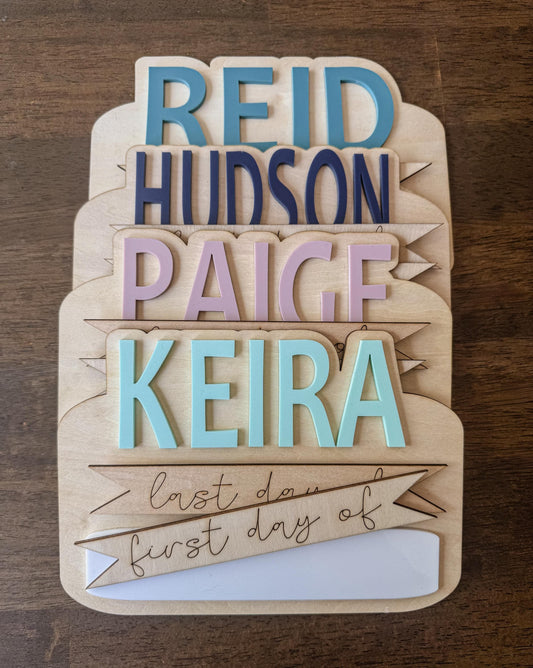 REID
HUDSON
PAIGE
KEIRA
last day of
first day of